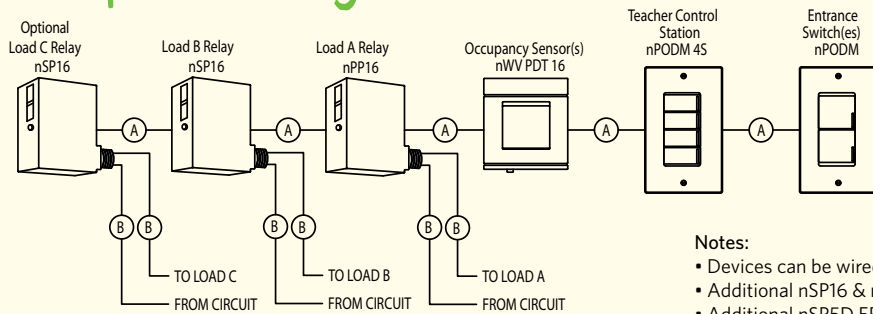 Optional
Load C Relay
nSP16
Load B Relay
nSP16
Load A Relay
nPP16
Occupancy Sensor(s)
nWV PDT 16
Teacher Control
Station
nPODM 4S
Entrance
Switch(es)
nPODM
A
A
A
A
A
B
B
B
B
B
B
TO LOAD C
FROM CIRCUIT
TO LOAD B
FROM CIRCUIT
TO LOAD A
FROM CIRCUIT
Notes:
• Devices can be wired
• Additional nSP16 &
• Additional nSPED